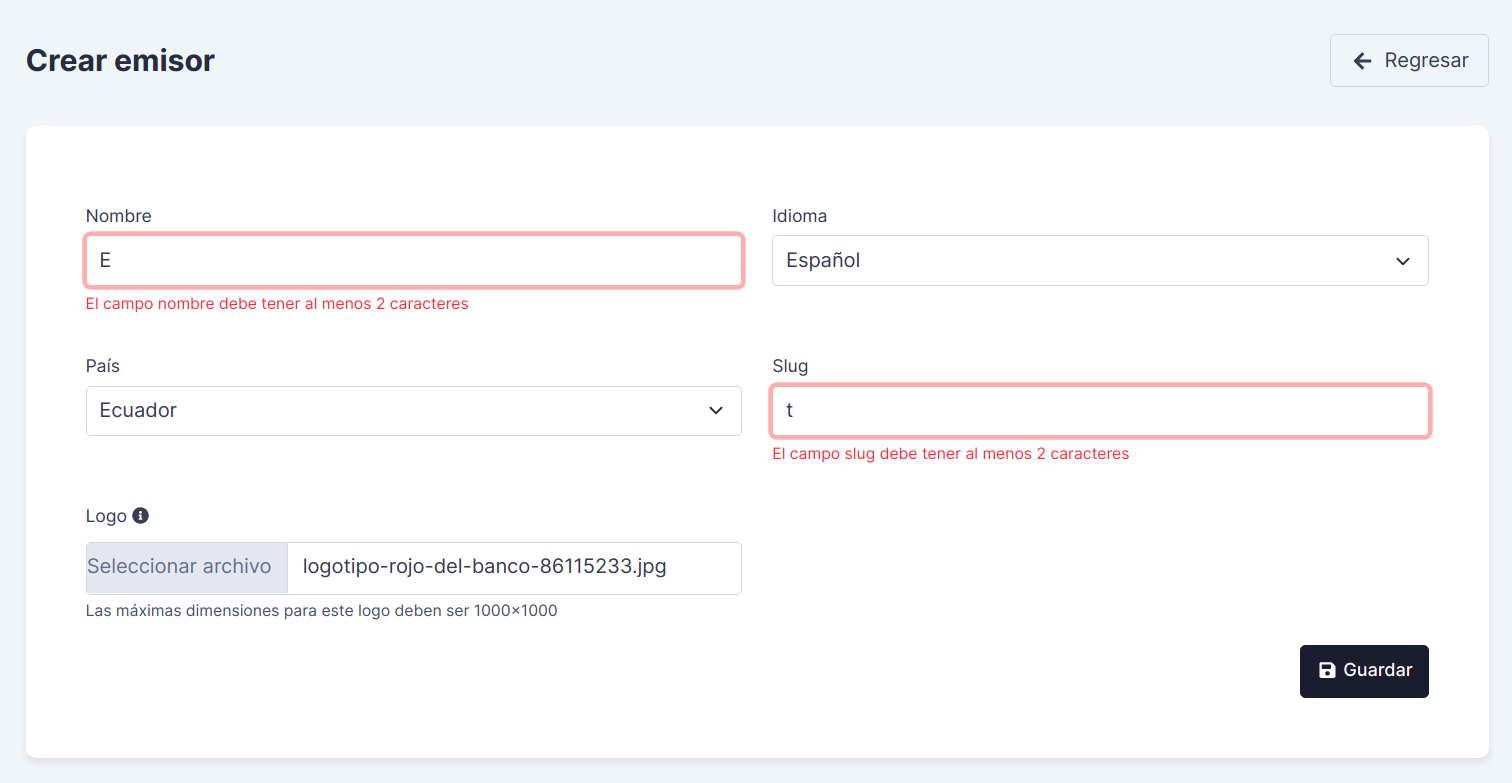 Crear emisor
Regresar
Nombre
Idioma
E
Español
El campo nombre debe tener al menos 2 caracteres
País
Slug
Ecuador
t
El campo slug debe tener al menos 2 caracteres
Logo
Seleccionar archivo logotipo-rojo-del-banco-86115233.jpg
Las máximas dimensiones para este logo deben ser 1000×1000
Guardar